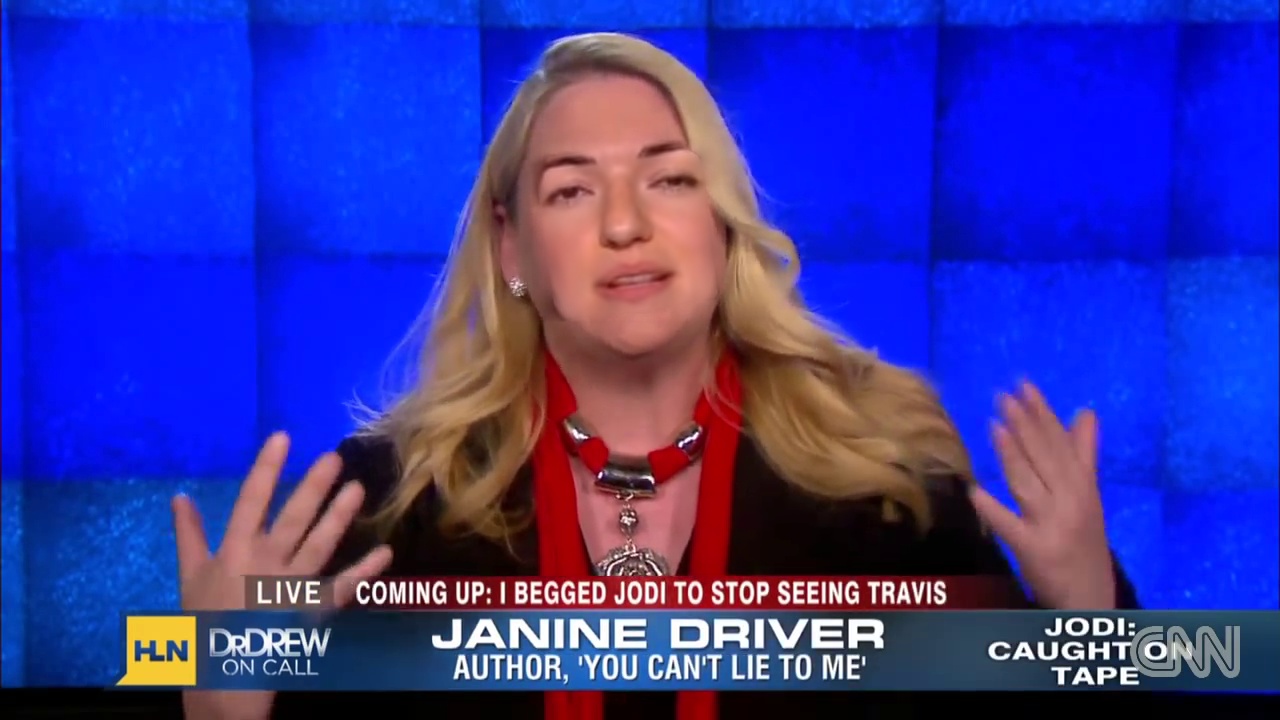 LIVE COMING UP: I BEGGED JODI TO STOP SEEING TRAVIS
HLN
DRDREW
ON CALL
JANINE DRIVER
AUTHOR, 'YOU CAN'T LIE TO ME'
JODI:
CAUGHT ON
TAPE
CNN